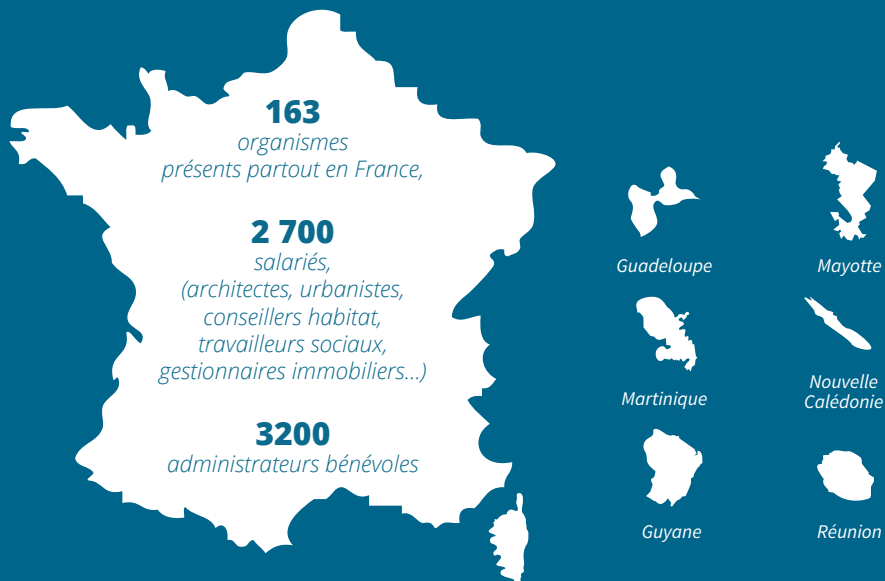 163
organismes
présents partout en France,
2 700
salariés,
(architectes, urbanistes,
conseillers habitat,
travailleurs sociaux,
gestionnaires immobiliers...)
3200
administrateurs bénévoles
Guadeloupe
Mayotte
Martinique
Nouvelle
Calédonie
Guyane
Réunion